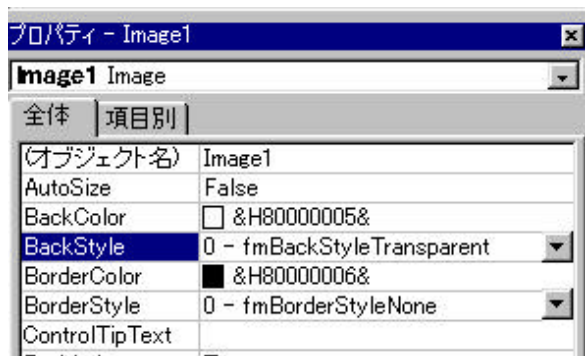 プロパティ - Image1
Image1 Image
全体 項目別
(オブジェクト名) Image1
AutoSize False
BackColor &H80000005&
BackStyle 0 - fmBackStyleTransparent
BorderColor &H80000006&
BorderStyle 0 - fmBorderStyleNone
ControlTipText